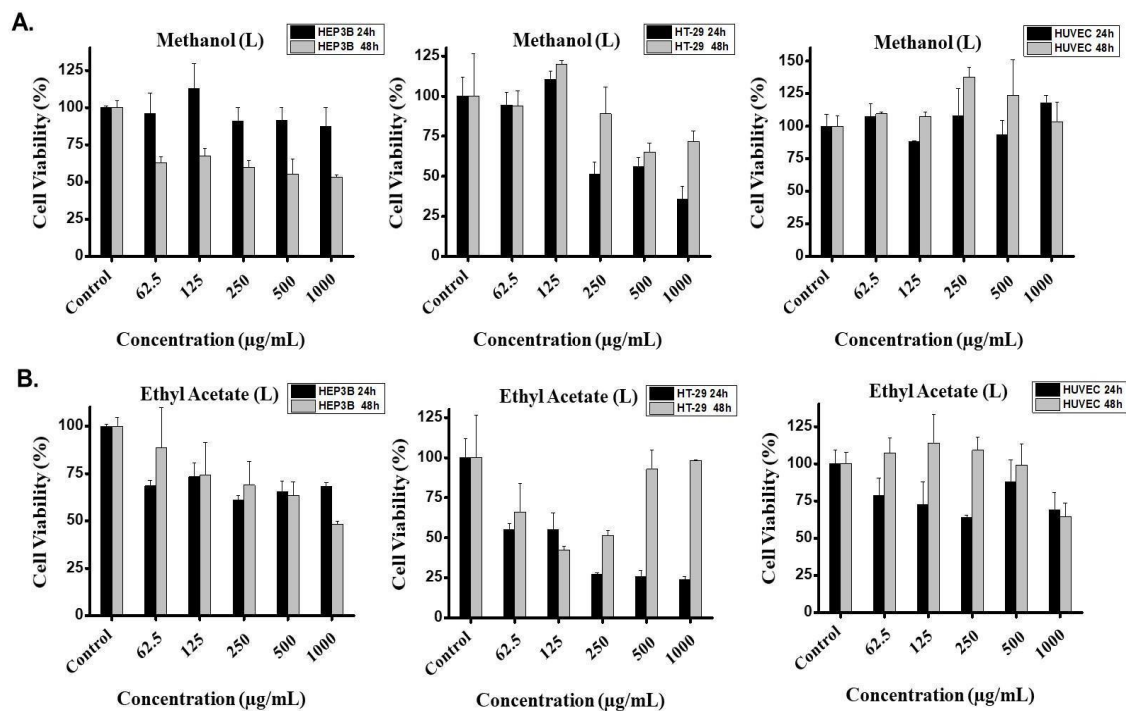 A.
Methanol (L)
HEP3B 24h
HEP3B 48h
Cell Viability (%)
125
100
75
50
25
0
Control
62.5
125
250
500
1000
Concentration (µg/mL)
Methanol (L)
HT-29 24h
HT-29 48h
Cell Viability (%)
125
100
75
50
25
0
Control
62.5
125
250
500
1000
Concentration (µg/mL)
Methanol (L)
HUVEC 24h
HUVEC 48h
Cell Viability (%)
150
125
100
75
50
25
0
Control
62.5
125
250
500
1000
Concentration (µg/mL)
B.
Ethyl Acetate (L)
HEP3B 24h
HEP3B 48h
Cell Viability (%)
100
75
50
25
0
Control
62.5
125
250
500
1000
Concentration (µg/mL)
Ethyl Acetate (L)
HT-29 24h
HT-29 48h
Cell Viability (%)
125
100
75
50
25
0
Control
62.5
125
250
500
1000
Concentration (µg/mL)
Ethyl Acetate (L)
HUVEC 24h
HUVEC 48h
Cell Viability (%)
125
100
75
50
25
0
Control
62.5
125
250
500
1000
Concentration (µg/mL)